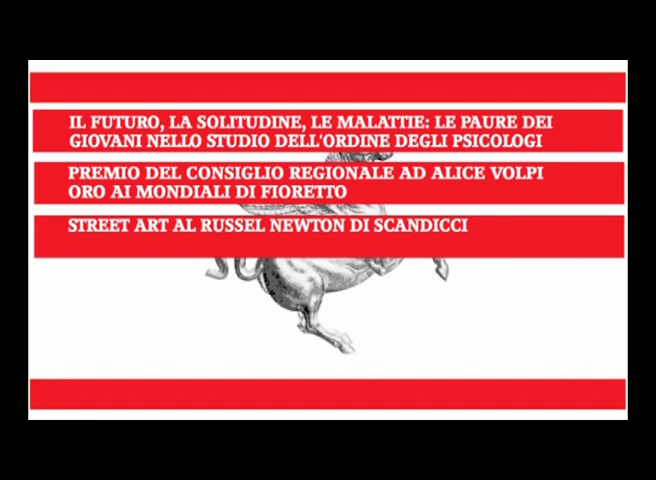 IL FUTURO, LA SOLITUDINE, LE MALATTIE: LE PAURE DEI
GIOVANI NELLO STUDIO DELL'ORDINE DEGLI PSICOLOGI
PREMIO DEL CONSIGLIO REGIONALE AD ALICE VOLPI
ORO AI MONDIALI DI FIORETTO
STREET ART AL RUSSEL NEWTON DI SCANDICCI